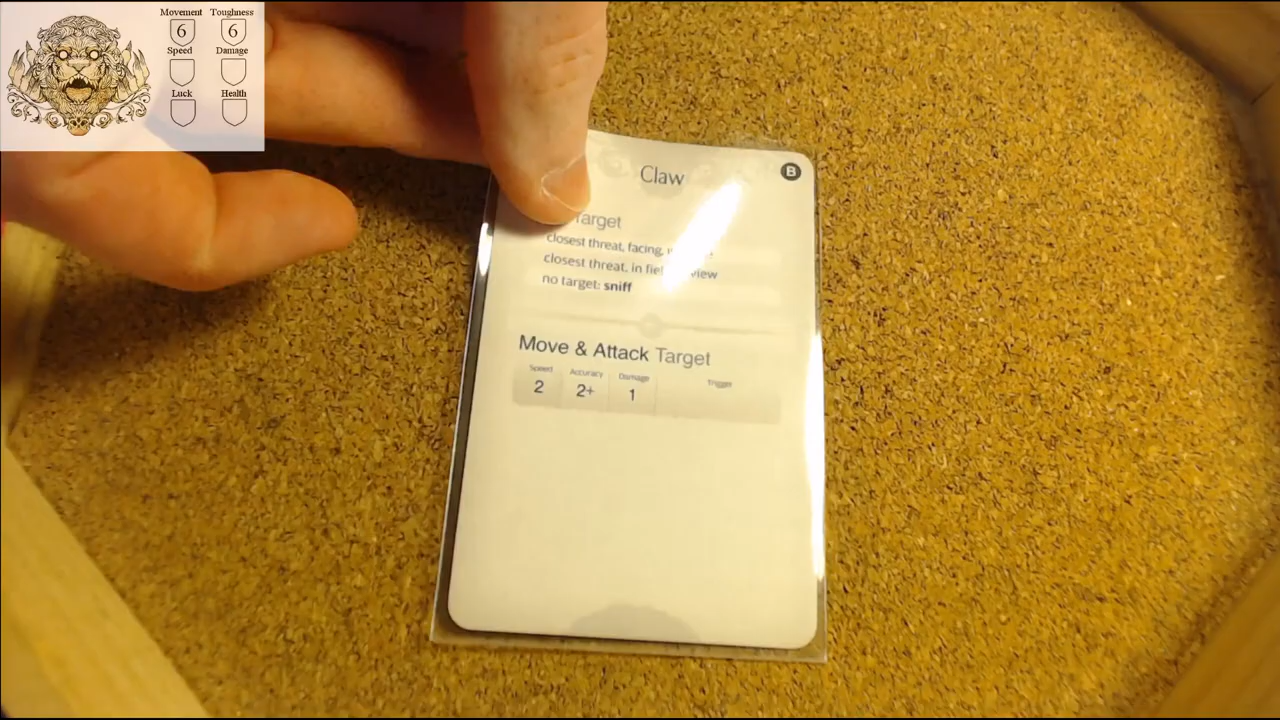 Movement Toughness
6 6
Speed Damage
Luck Health
Claw
B
Target
closest threat, facing,
closest threat, in view
no target: sniff
Move & Attack Target
Speed Accuracy Damage Trigger
2 2+ 1